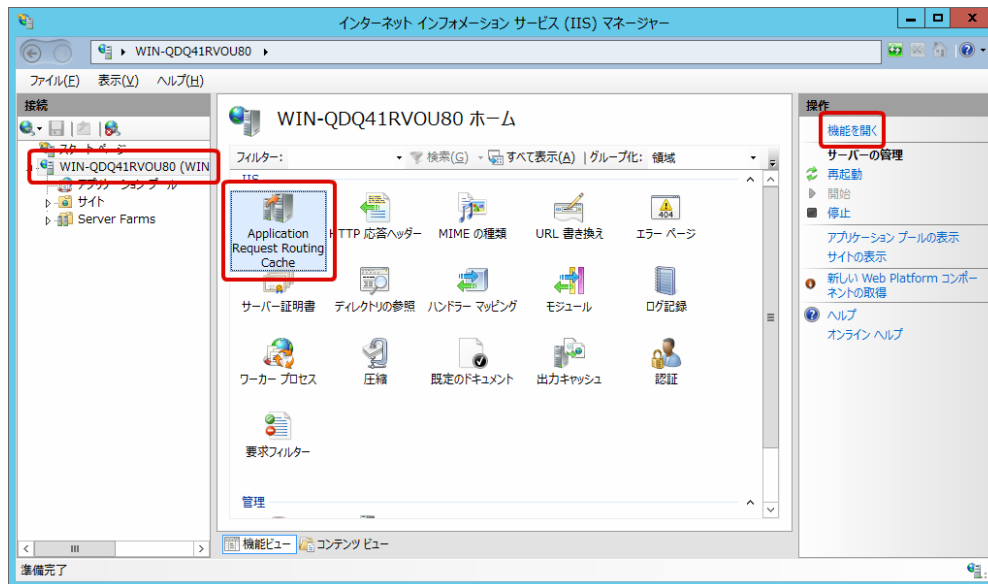 インターネット インフォメーション サービス (IIS) マネージャー
WIN-QDQ41RVOU80
ファイル(F) 表示(V) ヘルプ(H)
接続
スタート ページ
WIN-QDQ41RVOU80 (WIN
アプリケーション プール
サイト
Server Farms
WIN-QDQ41RVOU80 ホーム
フィルター: 検索(G) すべて表示(A) グループ化: 領域
IIS
Application Request Routing Cache
HTTP 応答ヘッダー
MIME の種類
URL 書き換え
404
エラー ページ
サーバー証明書
ディレクトリの参照
ハンドラー マッピング
モジュール
ログ記録
ワーカー プロセス
圧縮
既定のドキュメント
出力キャッシュ
認証
要求フィルター
管理
機能ビュー
コンテンツ ビュー
操作
機能を開く
サーバーの管理
再起動
開始
停止
アプリケーション プールの表示
サイトの表示
新しい Web Platform コンポー
ネントの取得
ヘルプ
オンライン ヘルプ
準備完了